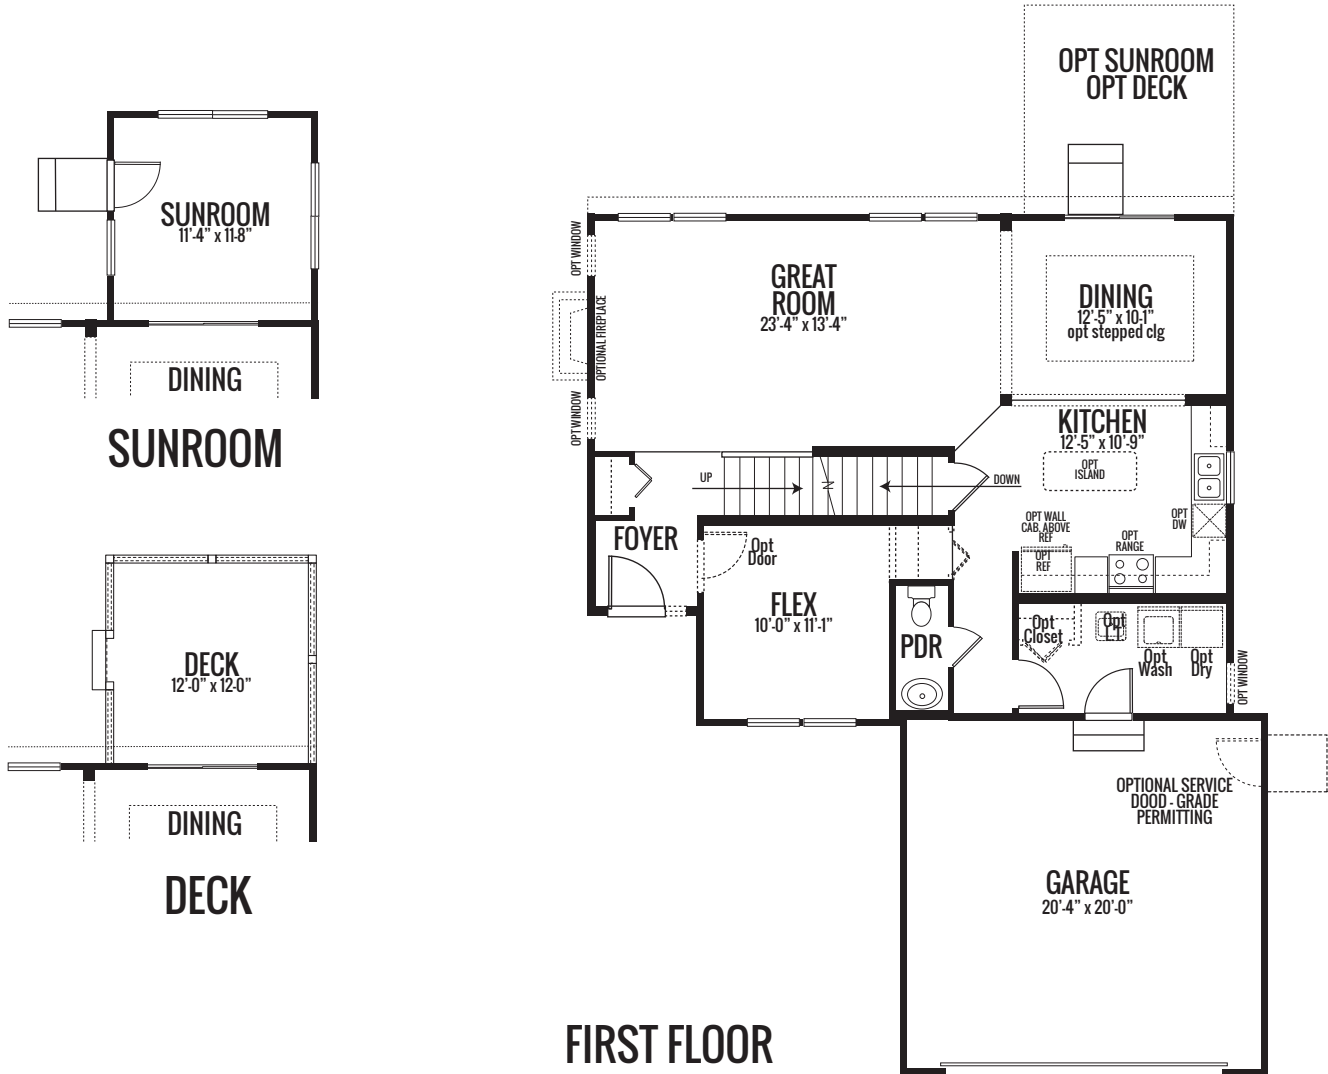 OPT SUNROOM
OPT DECK
SUNROOM
11'-4” x 11-8”
DINING
SUNROOM
DECK
12'-0” x 12-0”
DINING
DECK
OPT WINDOW
OPTIONAL FIREPLACE
OPT WINDOW
GREAT
ROOM
23'-4” x 13'-4”
DINING
12'-5” x 10-1”
opt stepped clg
KITCHEN
12'-5” x 10'-9”
OPT
ISLAND
UP
N
DOWN
OPT
DW
OPT WALL
CAB. ABOVE
REF
OPT
REF
OPT
RANGE
FOYER
Opt
Door
FLEX
10'-0” x 11'-1”
PDR
Opt
Closet
Opt
LT
Opt
Wash
Opt
Dry
OPT WINDOW
OPTIONAL SERVICE
DOOD - GRADE
PERMITTING
GARAGE
20'-4” x 20'-0”
FIRST FLOOR